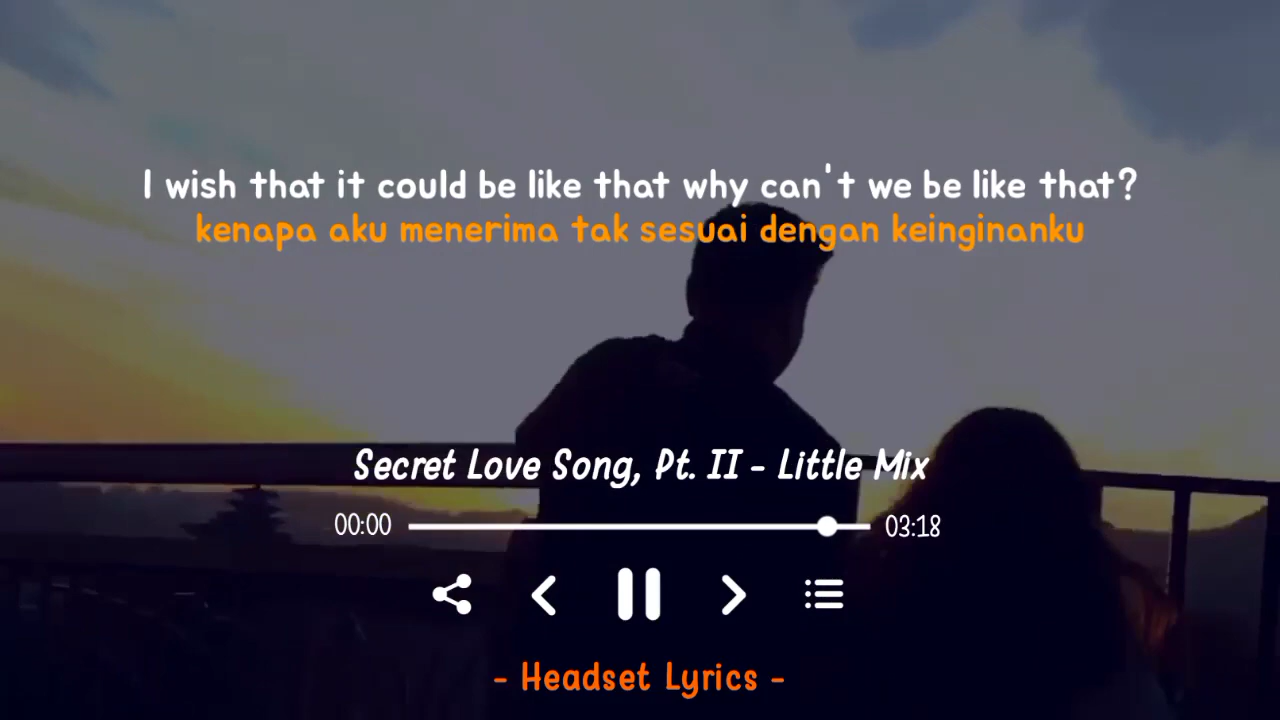 I wish that it could be like that why can't we be like that?
kenapa aku menerima tak sesuai dengan keinginanku
Secret Love Song, Pt. II - Little Mix
00:00 03:18
- Headset Lyrics -